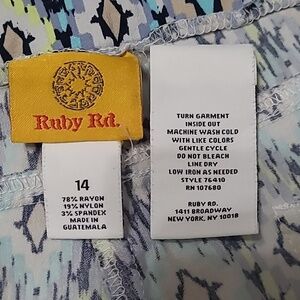 Ruby Rd.
14
78% RAYON
19% NYLON
3% SPANDEX
MADE IN
GUATEMALA
TURN GARMENT
INSIDE OUT
MACHINE WASH COLD
WITH LIKE COLORS
GENTLE CYCLE
DO NOT BLEACH
LINE DRY
LOW IRON AS NEEDED
STYLE 76410
RN 107680
RUBY RD.
1411 BROADWAY
NEW YORK, NY 10018